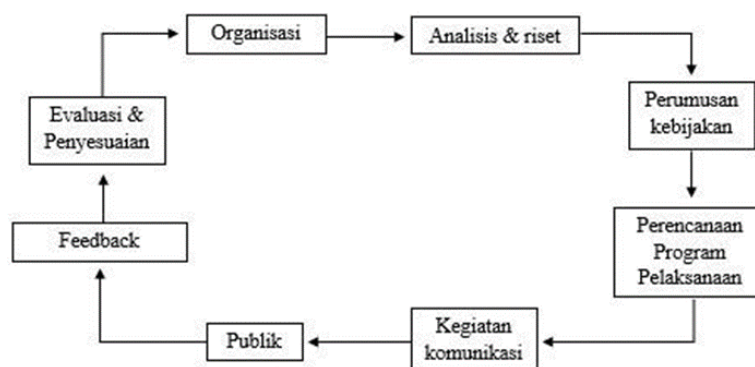 Organisasi
Analisis & riset
Perumusan
kebijakan
Perencanaan
Program
Pelaksanaan
Kegiatan
komunikasi
Publik
Feedback
Evaluasi &
Penyesuaian